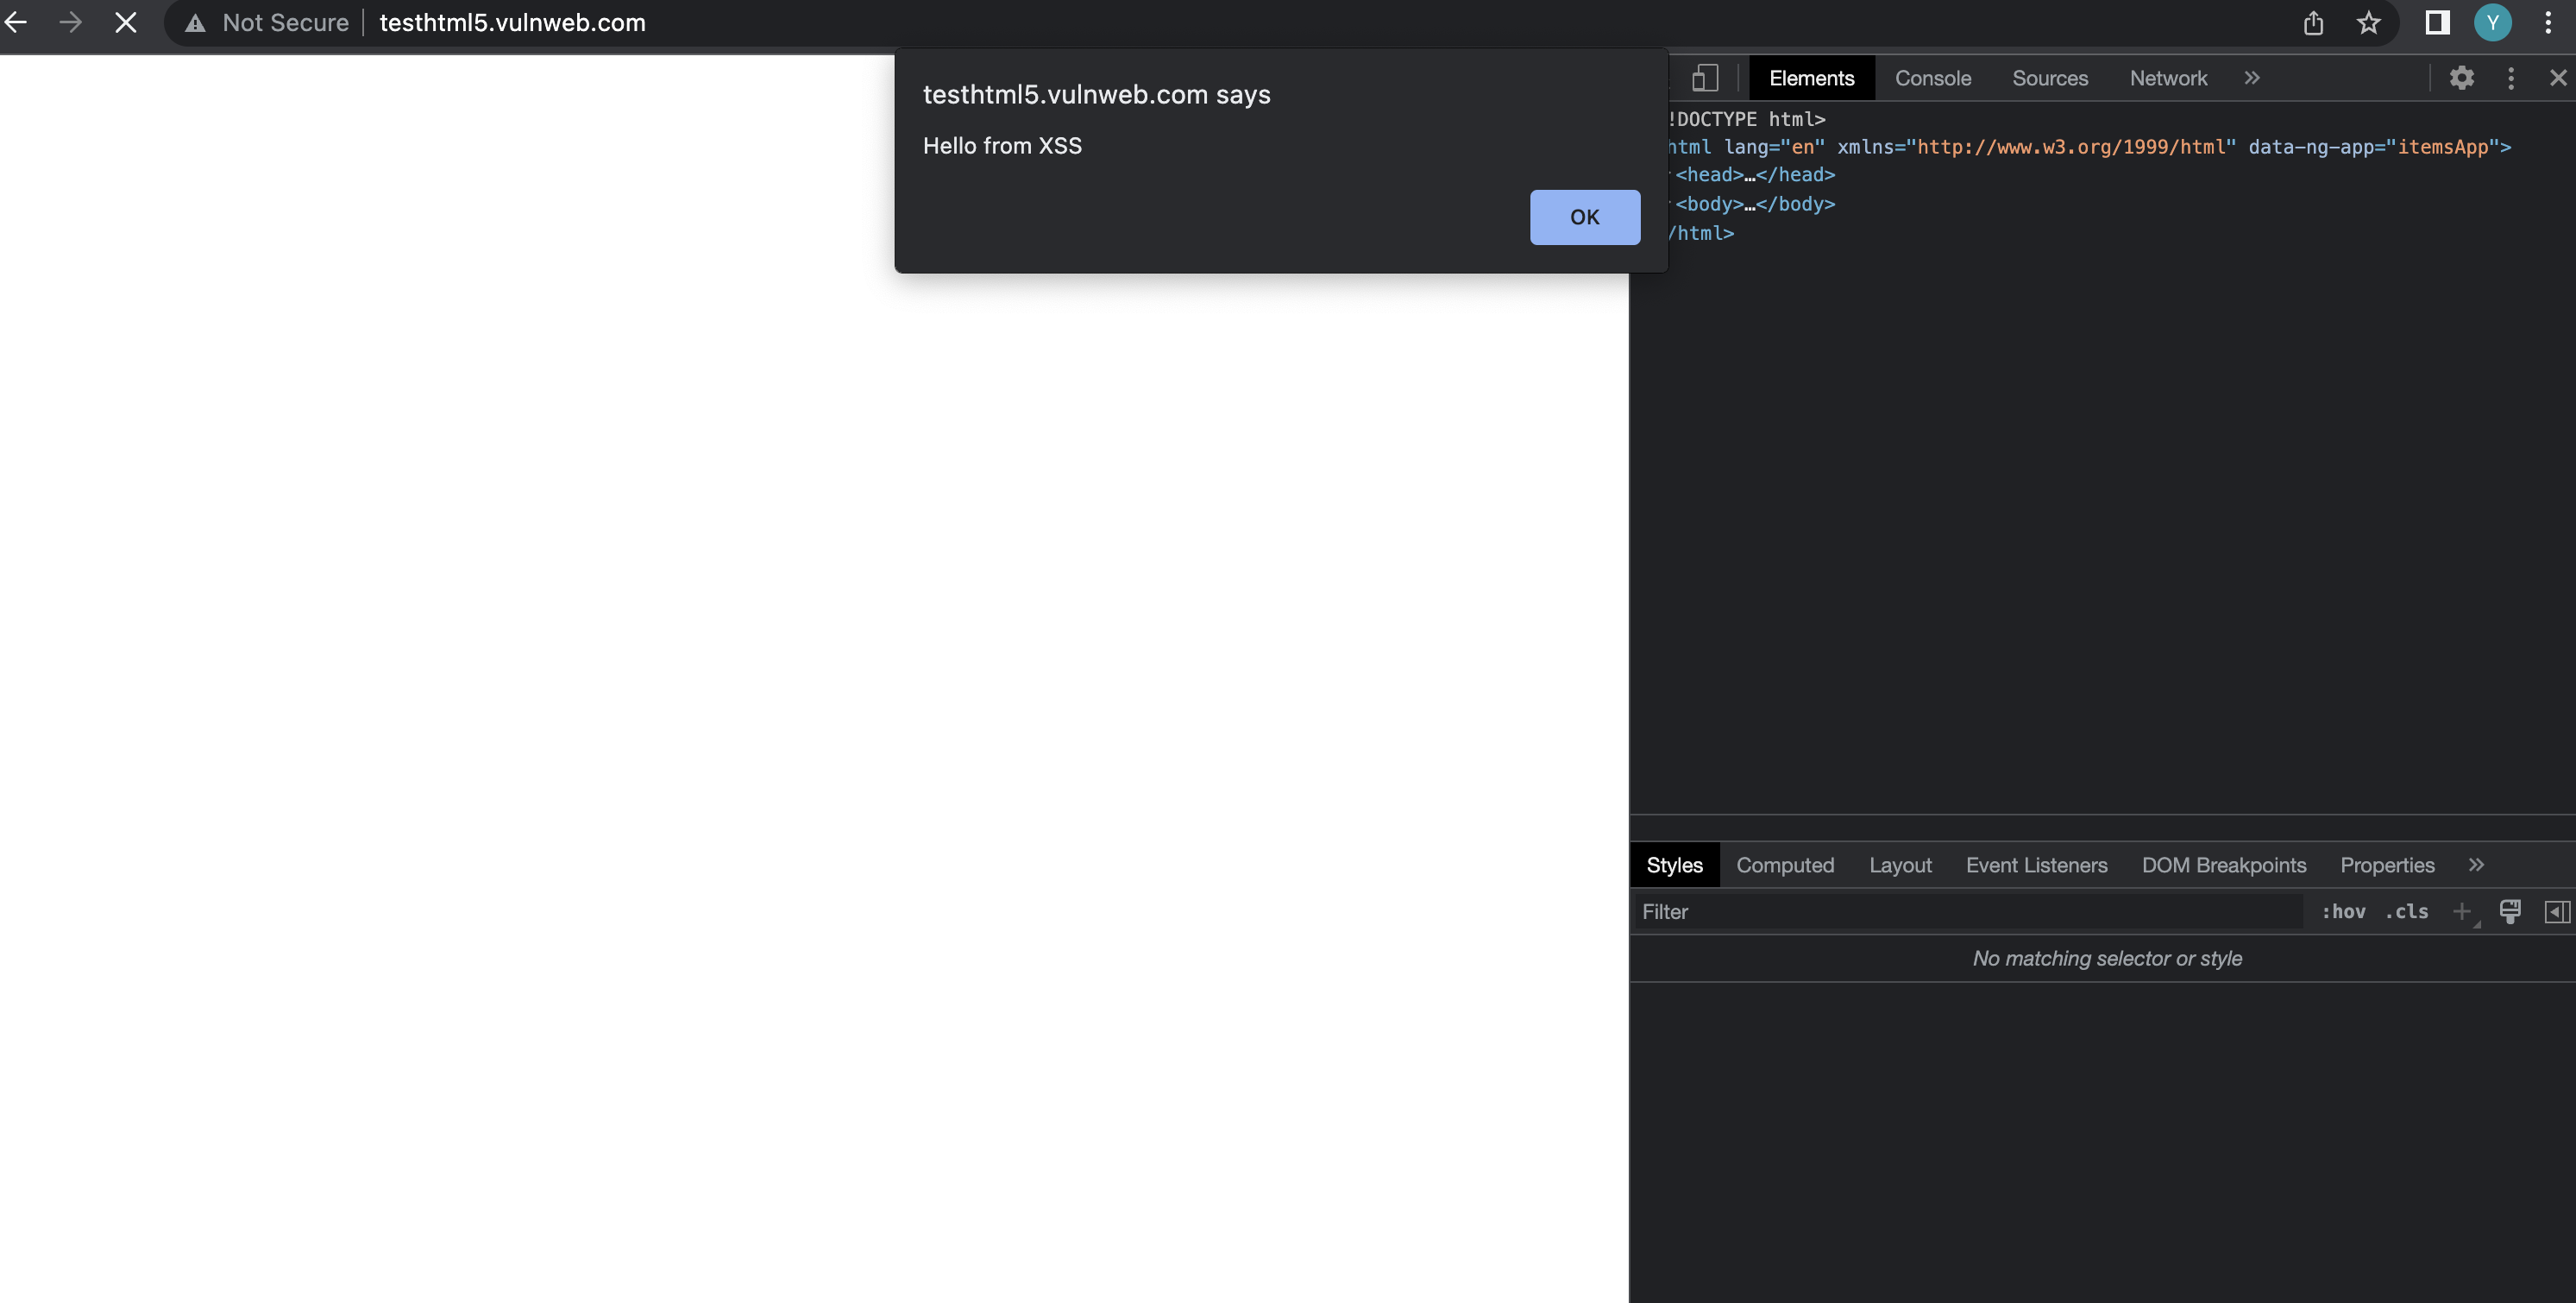 Not Secure testhtml5.vulnweb.com Y
testhtml5.vulnweb.com says
Hello from XSS
OK
Elements Console Sources Network »
!DOCTYPE html>
html lang="en" xmlns="http://www.w3.org/1999/html" data-ng-app="itemsApp">
<head>…</head>
<body>…</body>
/html>
Styles Computed Layout Event Listeners DOM Breakpoints Properties »
Filter :hov .cls +
No matching selector or style